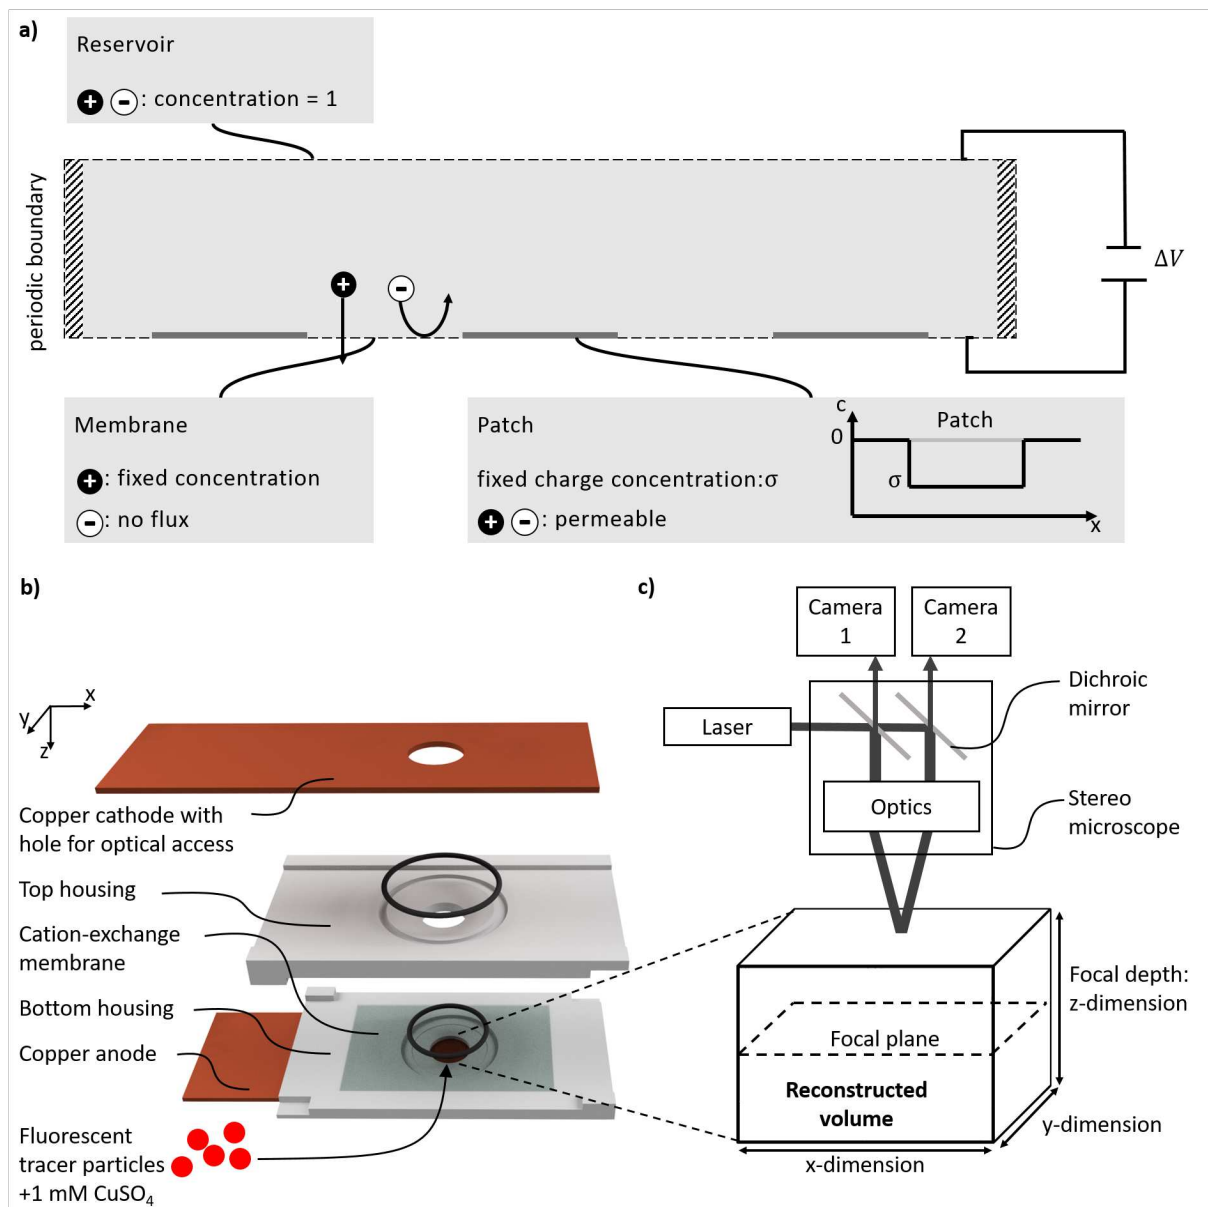 a)
Reservoir
+ -: concentration = 1
periodic boundary
+
-
ΔV
Membrane
+: fixed concentration
-: no flux
Patch
fixed charge concentration:σ
+ -: permeable
c
0
Patch
σ
x
b)
x
y
z
Copper cathode with
hole for optical access
Top housing
Cation-exchange
membrane
Bottom housing
Copper anode
Fluorescent
tracer particles
+1 mM CuSO₄
c)
Camera
1
Camera
2
Dichroic
mirror
Laser
Optics
Stereo
microscope
Focal depth:
z-dimension
Focal plane
Reconstructed
volume
y-dimension
x-dimension